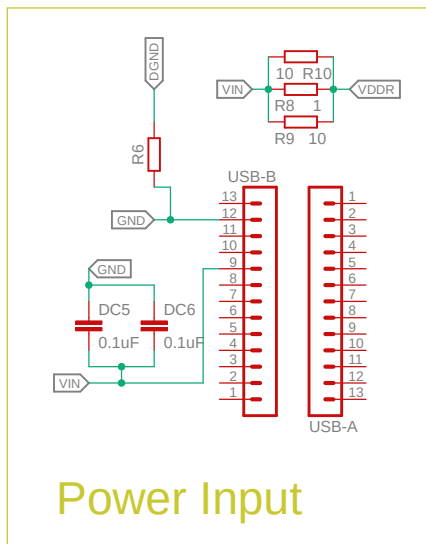 DGND
10 R10
VIN
VDDR
R8 1
R9 10
R6
USB-B
GND
13
12
11
10
9
8
7
6
5
4
3
2
1
1
2
3
4
5
6
7
8
9
10
11
12
13
GND
DC5
DC6
0.1uF
0.1uF
VIN
USB-A
Power Input